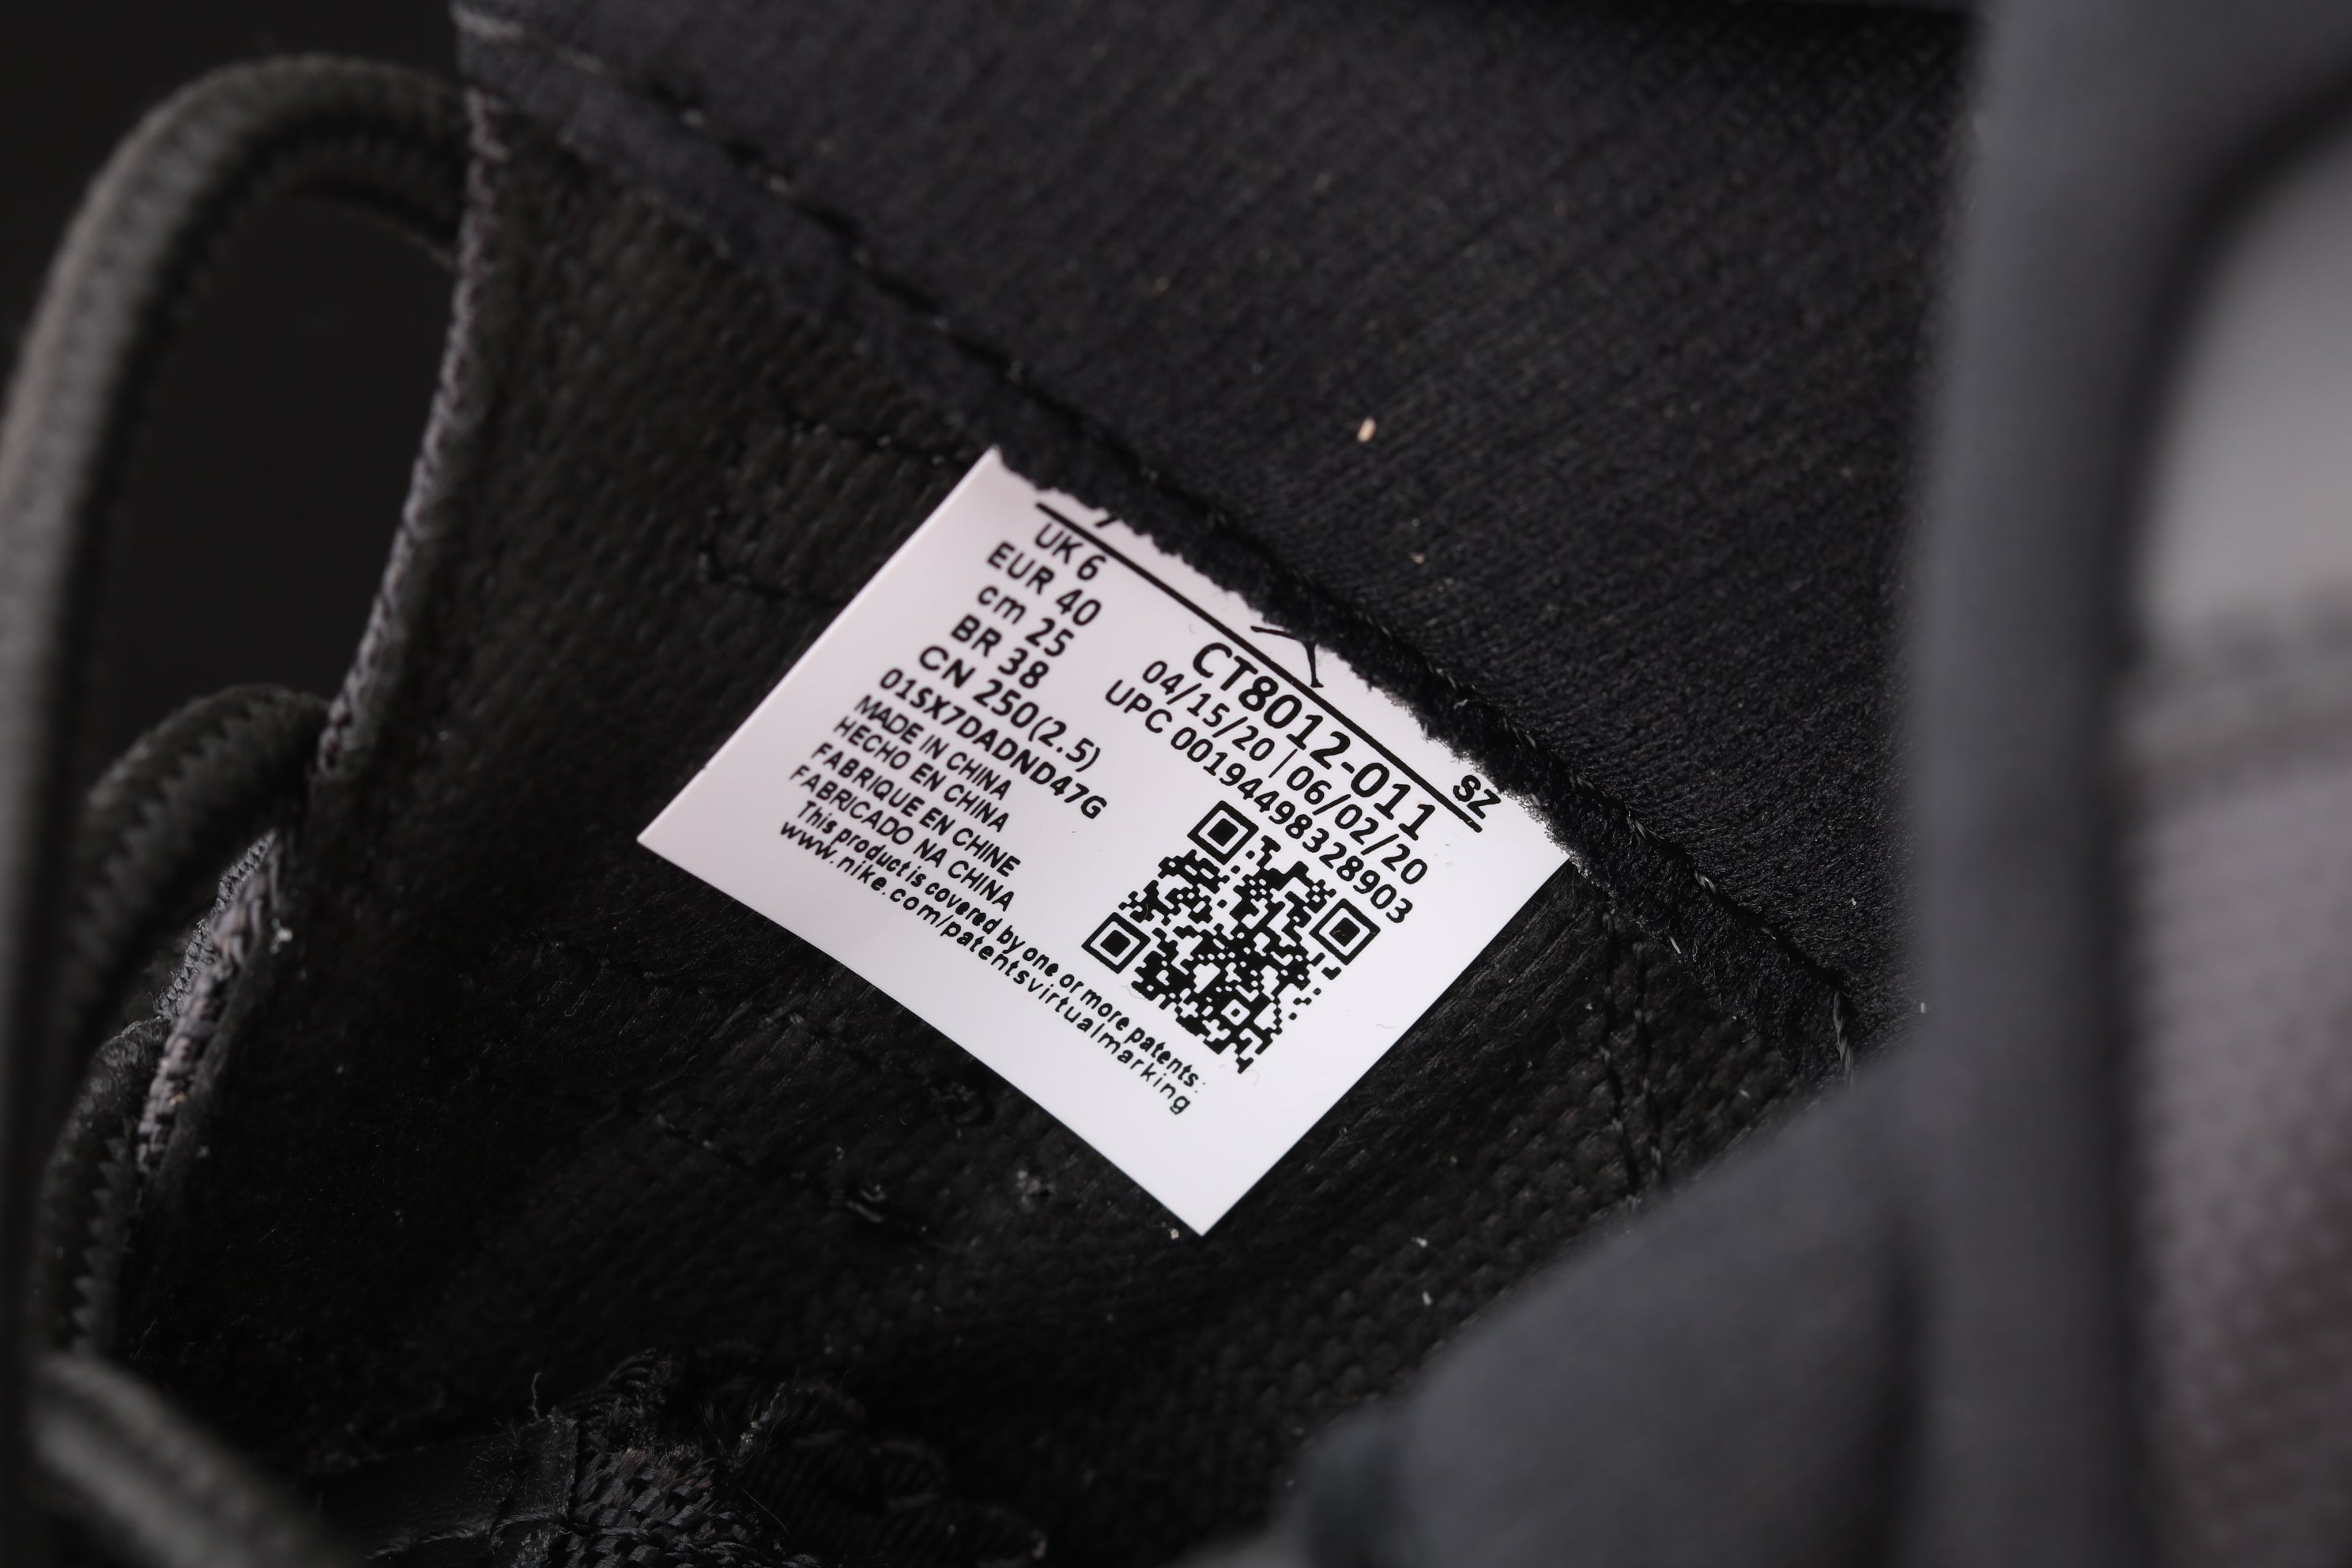 UK 6
EUR 40
cm 25
BR 38
CN 250(2.5)
01SX7DADND47G
MADE IN CHINA
HECHO EN CHINA
FABRIQUE EN CHINE
FABRICADO NA CHINA
This product is covered by one or more patents:
www.nike.com/patentsvirtualmarking
SZ
CT8012-011
04/15/20 | 06/02/20
UPC 00194498328903